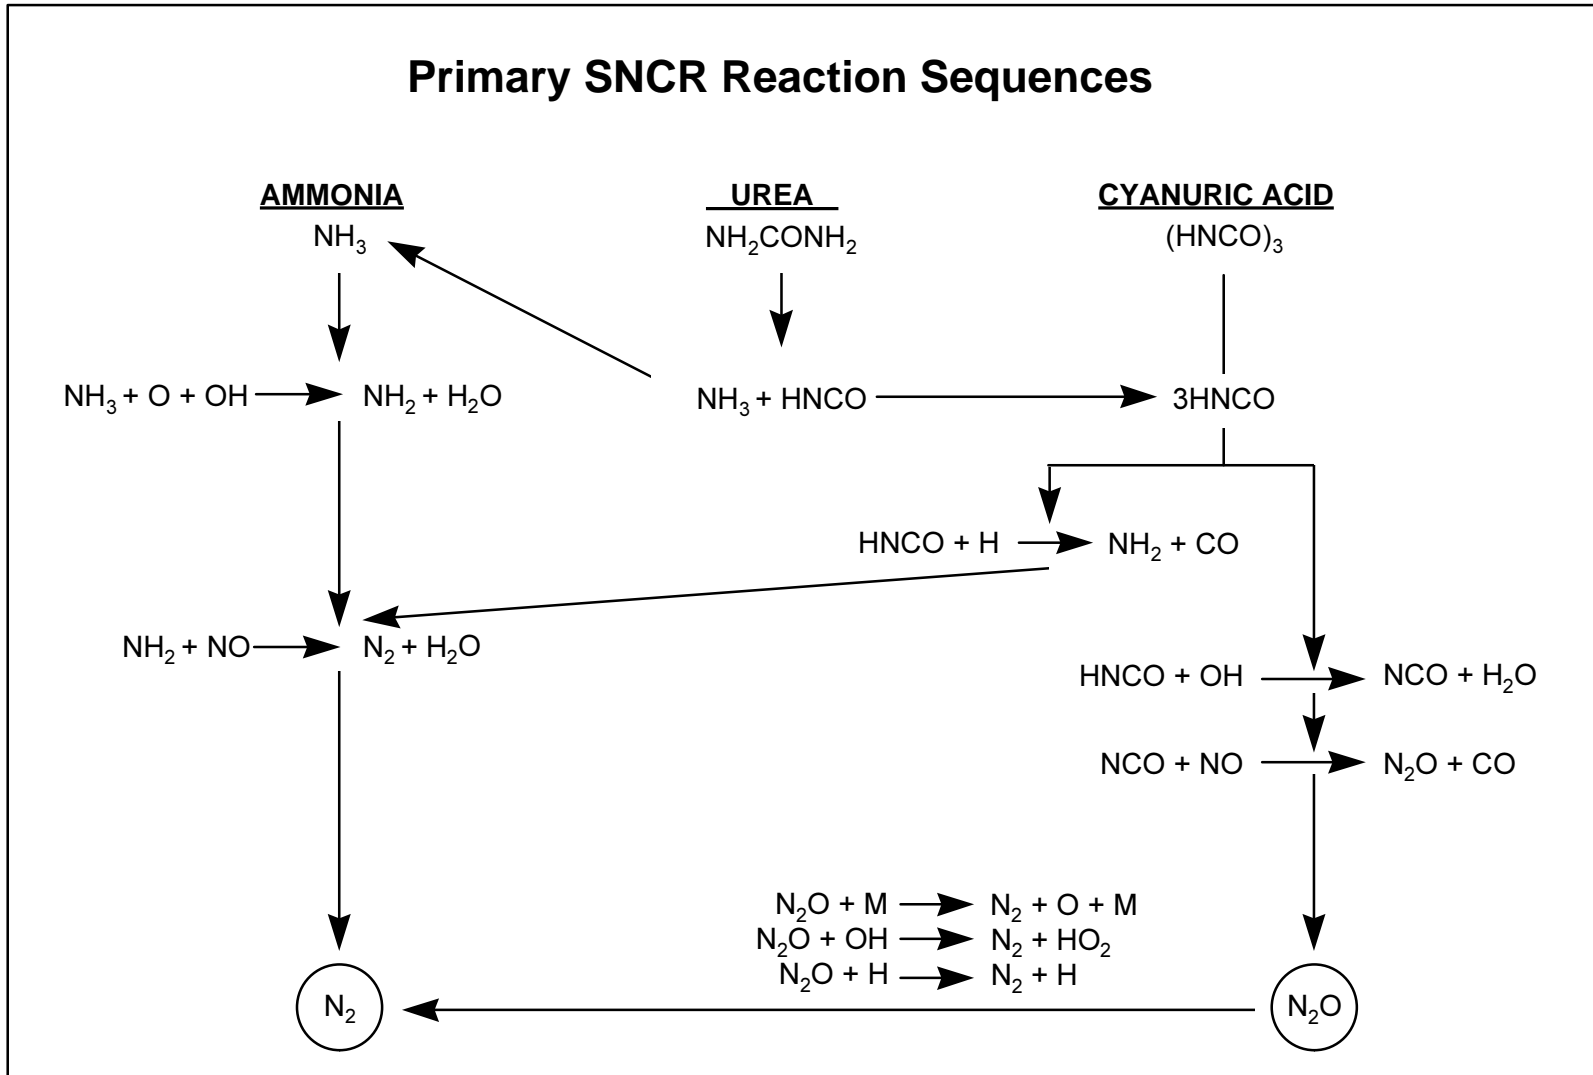 Primary SNCR Reaction Sequences
AMMONIA
NH₃
UREA
NH₂CONH₂
CYANURIC ACID
(HNCO)₃
NH₃ + O + OH
NH₂ + H₂O
NH₃ + HNCO
3HNCO
HNCO + H
NH₂ + CO
NH₂ + NO
N₂ + H₂O
HNCO + OH
NCO + H₂O
NCO + NO
N₂O + CO
N₂O + M
N₂ + O + M
N₂O + OH
N₂ + HO₂
N₂O + H
N₂ + H
N₂
N₂O